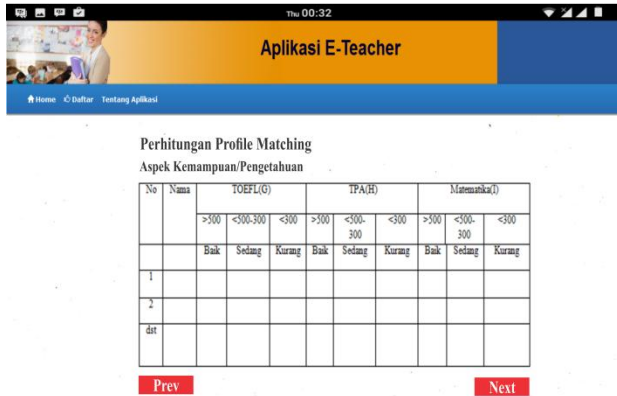 Thu 00:32
Aplikasi E-Teacher
Home Daftar Tentang Aplikasi
Perhitungan Profile Matching
Aspek Kemampuan/Pengetahuan
No Nama TOEFL(G) TPA(H) Matematika(I)
>500 <500-300 <300 >500 <500-300 <300 >500 <500-300 <300
Baik Sedang Kurang Baik Sedang Kurang Baik Sedang Kurang
1
2
dst
Prev Next